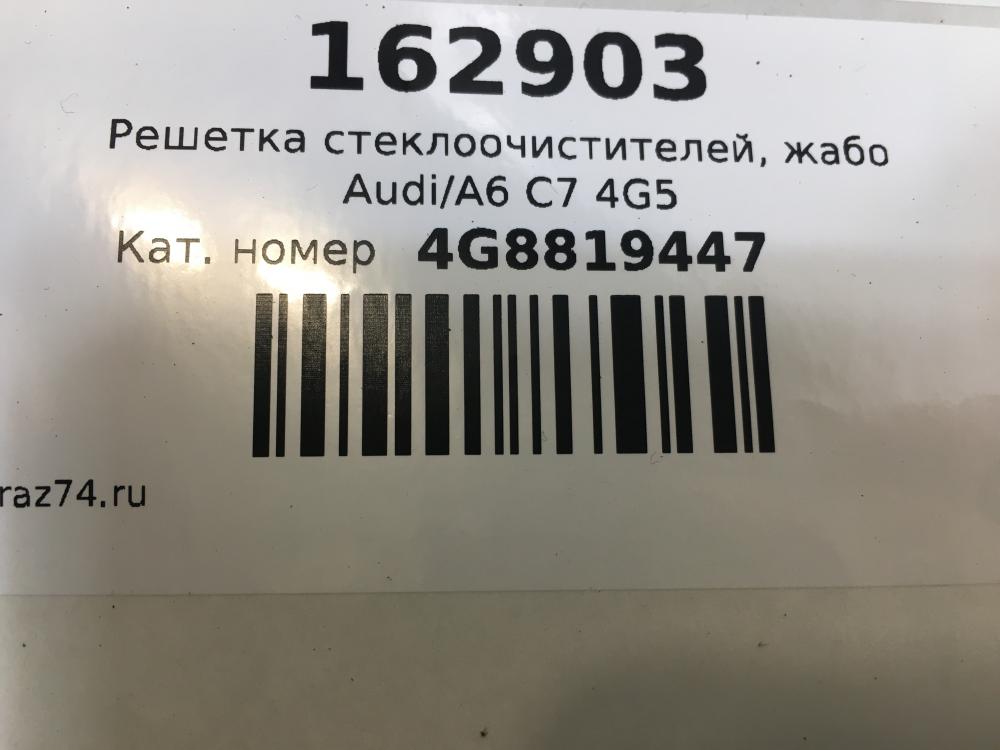 162903
Решетка стеклоочистителей, жабо
Audi/A6 C7 4G5
Кат. номер 4G8819447
raz74.ru